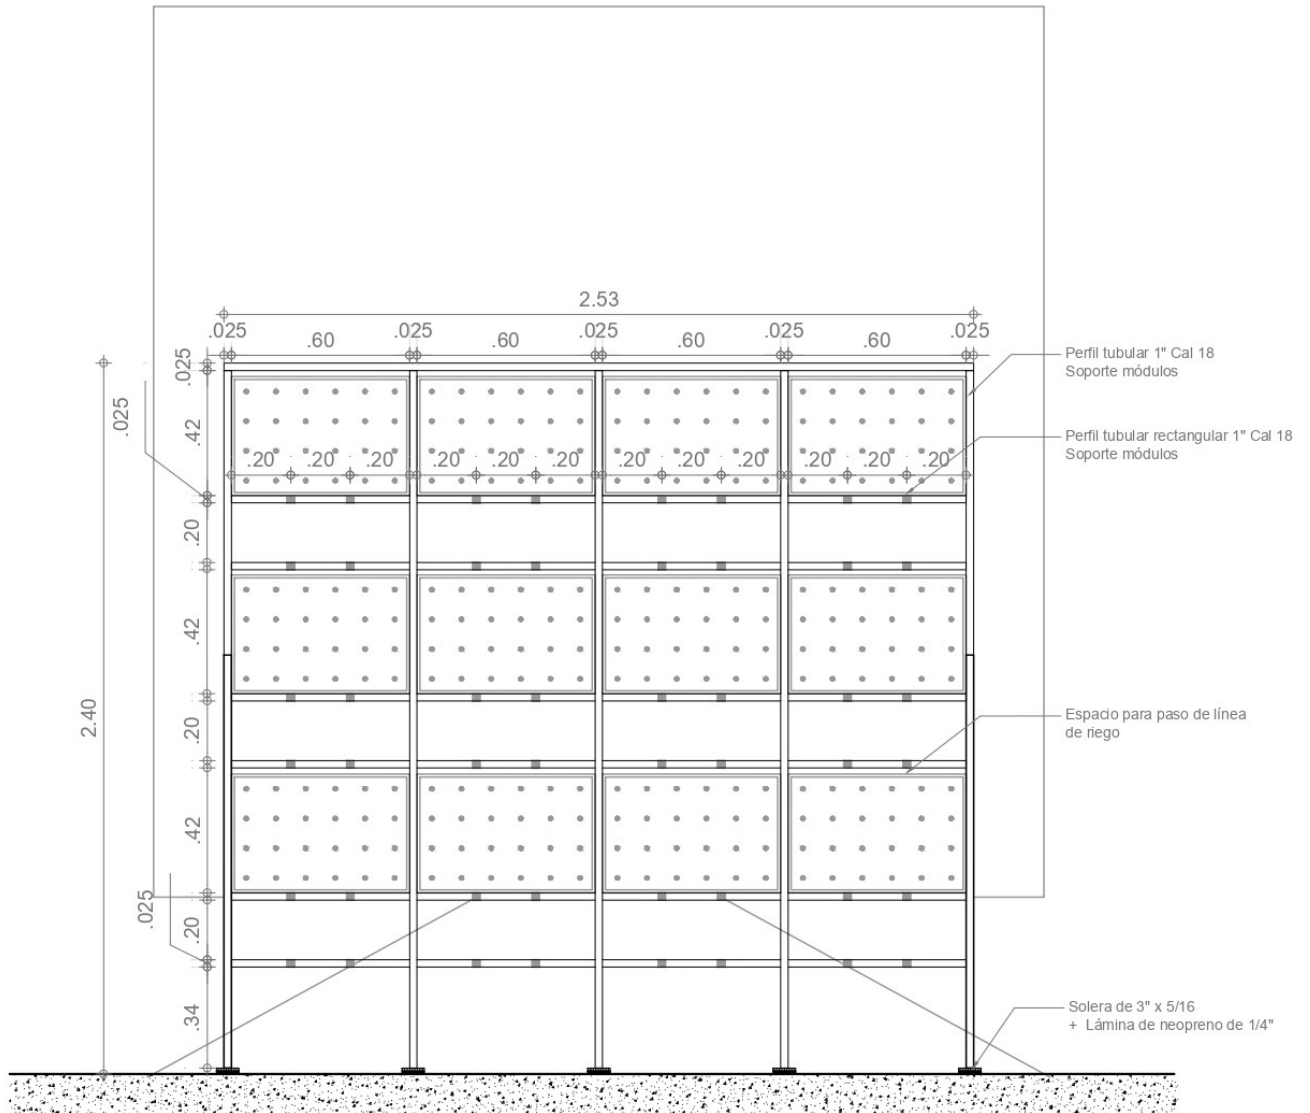 2.53
.025 .025 .025 .025 .025
.60 .60 .60 .60
.025
.025
.42
.20 .20 .20 .20 .20 .20 .20 .20 .20 .20 .20 .20
.20
.42
.20
2.40
.42
.025
.20
.34
Perfil tubular 1" Cal 18
Soporte módulos
Perfil tubular rectangular 1" Cal 18
Soporte módulos
Espacio para paso de línea
de riego
Solera de 3" x 5/16
+ Lámina de neopreno de 1/4"